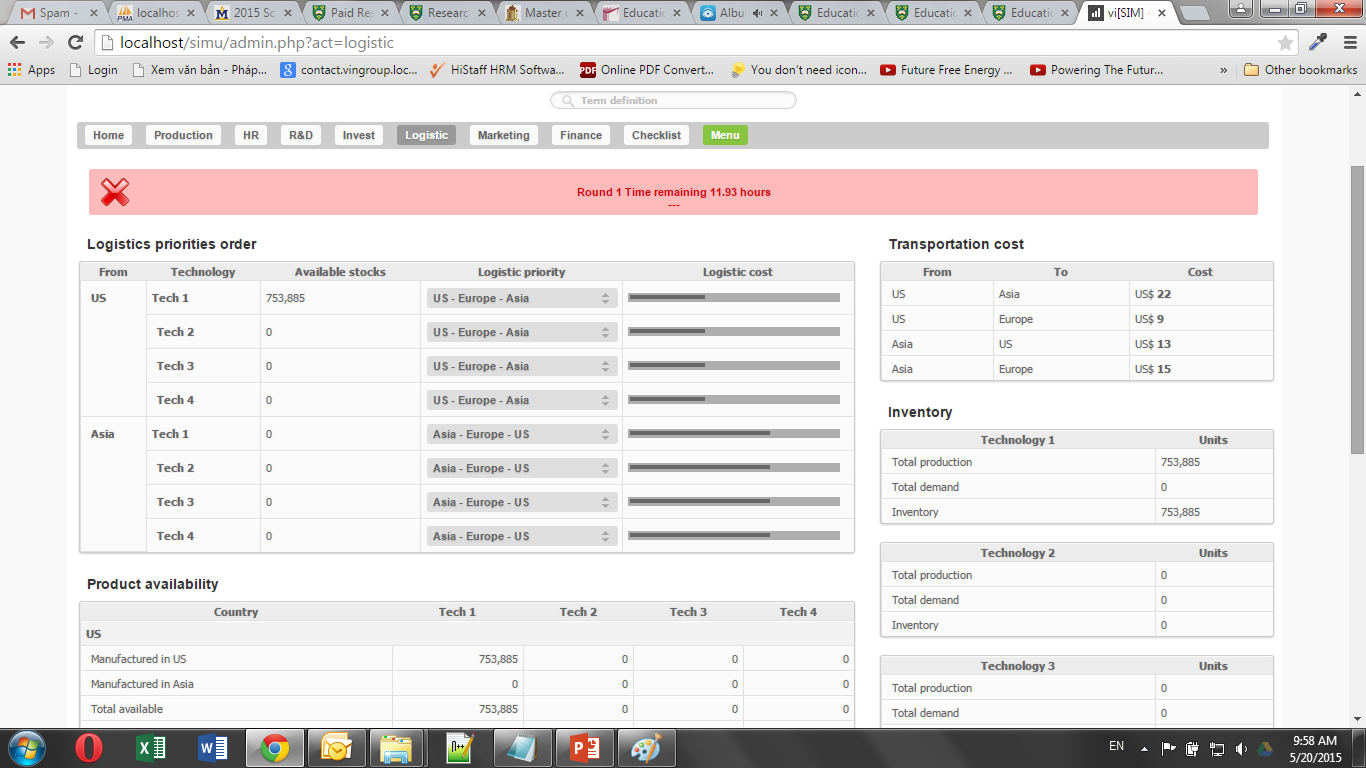 Spam -
localhos
2015 Sc
Paid Re
Researc
Master
Educatio
Albu
Educatio
Educatio
Educatio
vi[SIM] -
localhost/simu/admin.php?act=logistic
Apps Login Xem văn bản - Pháp... contact.vingroup.loc... HiStaff HRM Softwa... PDF Online PDF Convert... You don't need icon... Future Free Energy ... Powering The Futur... » Other bookmarks
Term definition
Home Production HR R&D Invest Logistic Marketing Finance Checklist Menu
Round 1 Time remaining 11.93 hours
---
Logistics priorities order
From Technology Available stocks Logistic priority Logistic cost
US Tech 1 753,885 US - Europe - Asia
Tech 2 0 US - Europe - Asia
Tech 3 0 US - Europe - Asia
Tech 4 0 US - Europe - Asia
Asia Tech 1 0 Asia - Europe - US
Tech 2 0 Asia - Europe - US
Tech 3 0 Asia - Europe - US
Tech 4 0 Asia - Europe - US
Product availability
Country Tech 1 Tech 2 Tech 3 Tech 4
US
Manufactured in US 753,885 0 0 0
Manufactured in Asia 0 0 0 0
Total available 753,885 0 0 0
Transportation cost
From To Cost
US Asia US$ 22
US Europe US$ 9
Asia US US$ 13
Asia Europe US$ 15
Inventory
Technology 1 Units
Total production 753,885
Total demand 0
Inventory 753,885
Technology 2 Units
Total production 0
Total demand 0
Inventory 0
Technology 3 Units
Total production 0
Total demand 0
EN
9:58 AM
5/20/2015